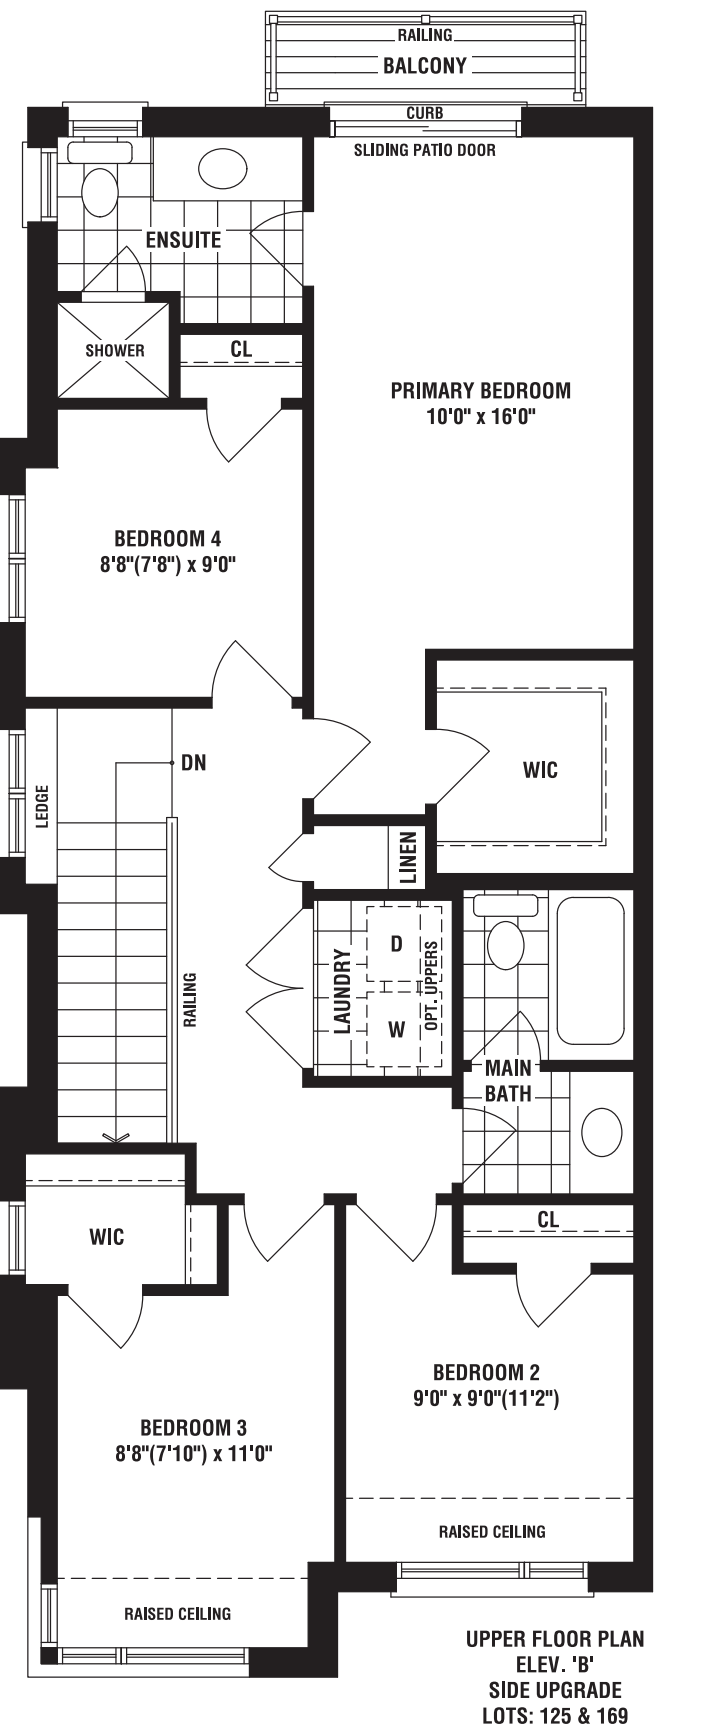 RAILING
BALCONY
CURB
SLIDING PATIO DOOR
ENSUITE
SHOWER
CL
PRIMARY BEDROOM
10'0" x 16'0"
BEDROOM 4
8'8"(7'8") x 9'0"
DN
WIC
LEDGE
LINEN
RAILING
LAUNDRY
D
W
OPT. UPPERS
MAIN
BATH
WIC
CL
BEDROOM 2
9'0" x 9'0"(11'2")
BEDROOM 3
8'8"(7'10") x 11'0"
RAISED CEILING
RAISED CEILING
UPPER FLOOR PLAN
ELEV. 'B'
SIDE UPGRADE
LOTS: 125 & 169